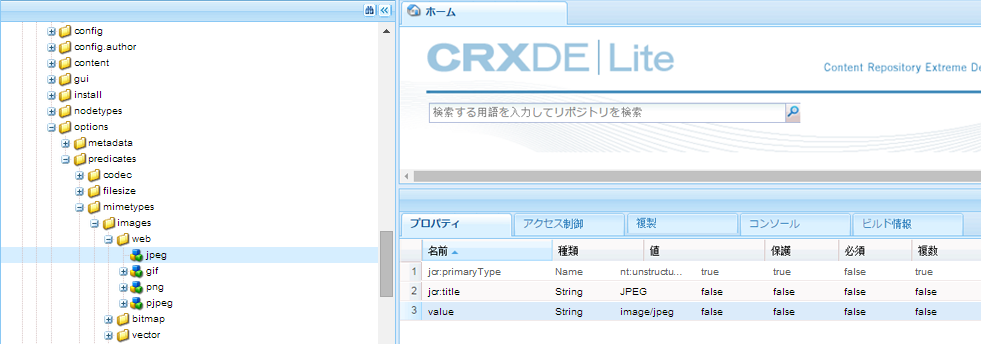 config
config.author
content
gui
install
nodetypes
options
metadata
predicates
codec
filesize
mimetypes
images
web
jpeg
gif
png
pjpeg
bitmap
vector
ホーム
CRXDE | Lite
Content Repository Extreme De
検索する用語を入力してリポジトリを検索
プロパティ アクセス制御 複製 コンソール ビルド情報
名前 種類 値 保護 必須 複数
1 jcr:primaryType Name nt:unstructu... true true false true
2 jcr:title String JPEG false false false false
3 value String image/jpeg false false false false